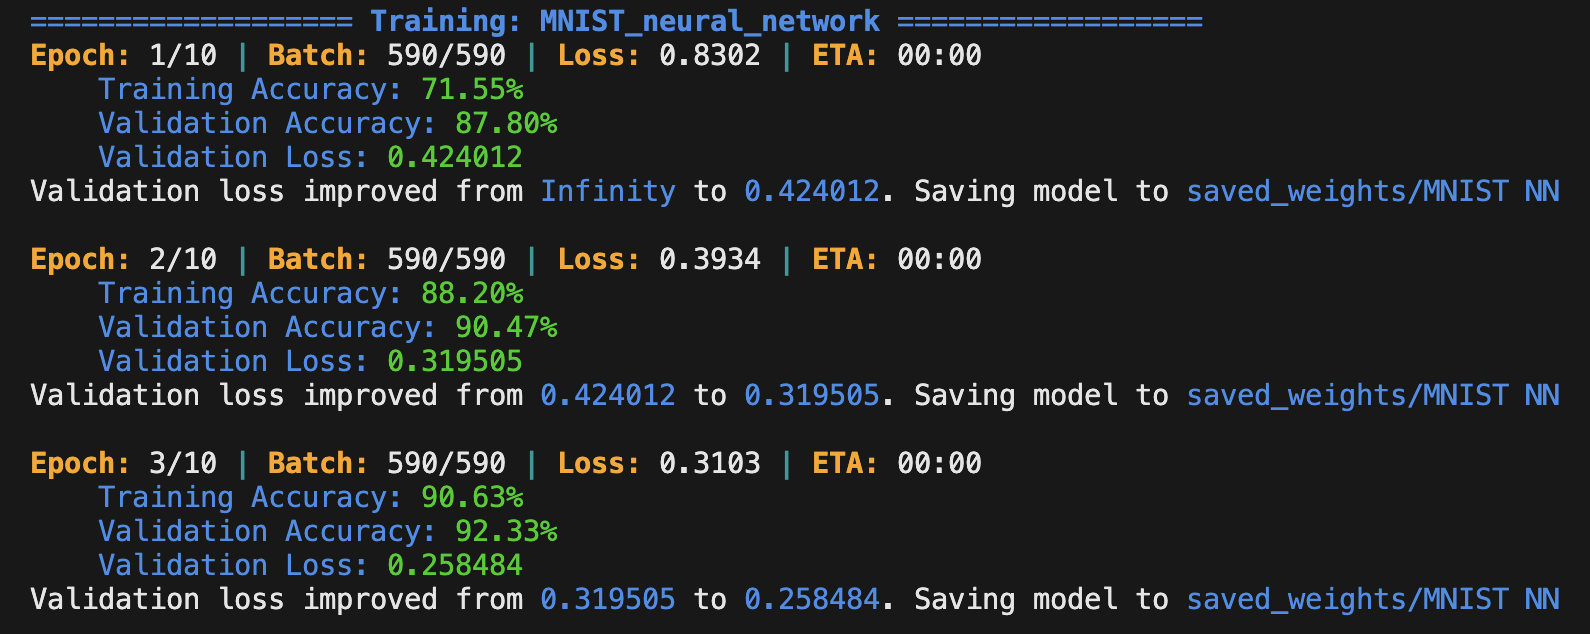 =================== Training: MNIST_neural_network ==================
Epoch: 1/10 | Batch: 590/590 | Loss: 0.8302 | ETA: 00:00
    Training Accuracy: 71.55%
    Validation Accuracy: 87.80%
    Validation Loss: 0.424012
Validation loss improved from Infinity to 0.424012. Saving model to saved_weights/MNIST NN

Epoch: 2/10 | Batch: 590/590 | Loss: 0.3934 | ETA: 00:00
    Training Accuracy: 88.20%
    Validation Accuracy: 90.47%
    Validation Loss: 0.319505
Validation loss improved from 0.424012 to 0.319505. Saving model to saved_weights/MNIST NN

Epoch: 3/10 | Batch: 590/590 | Loss: 0.3103 | ETA: 00:00
    Training Accuracy: 90.63%
    Validation Accuracy: 92.33%
    Validation Loss: 0.258484
Validation loss improved from 0.319505 to 0.258484. Saving model to saved_weights/MNIST NN